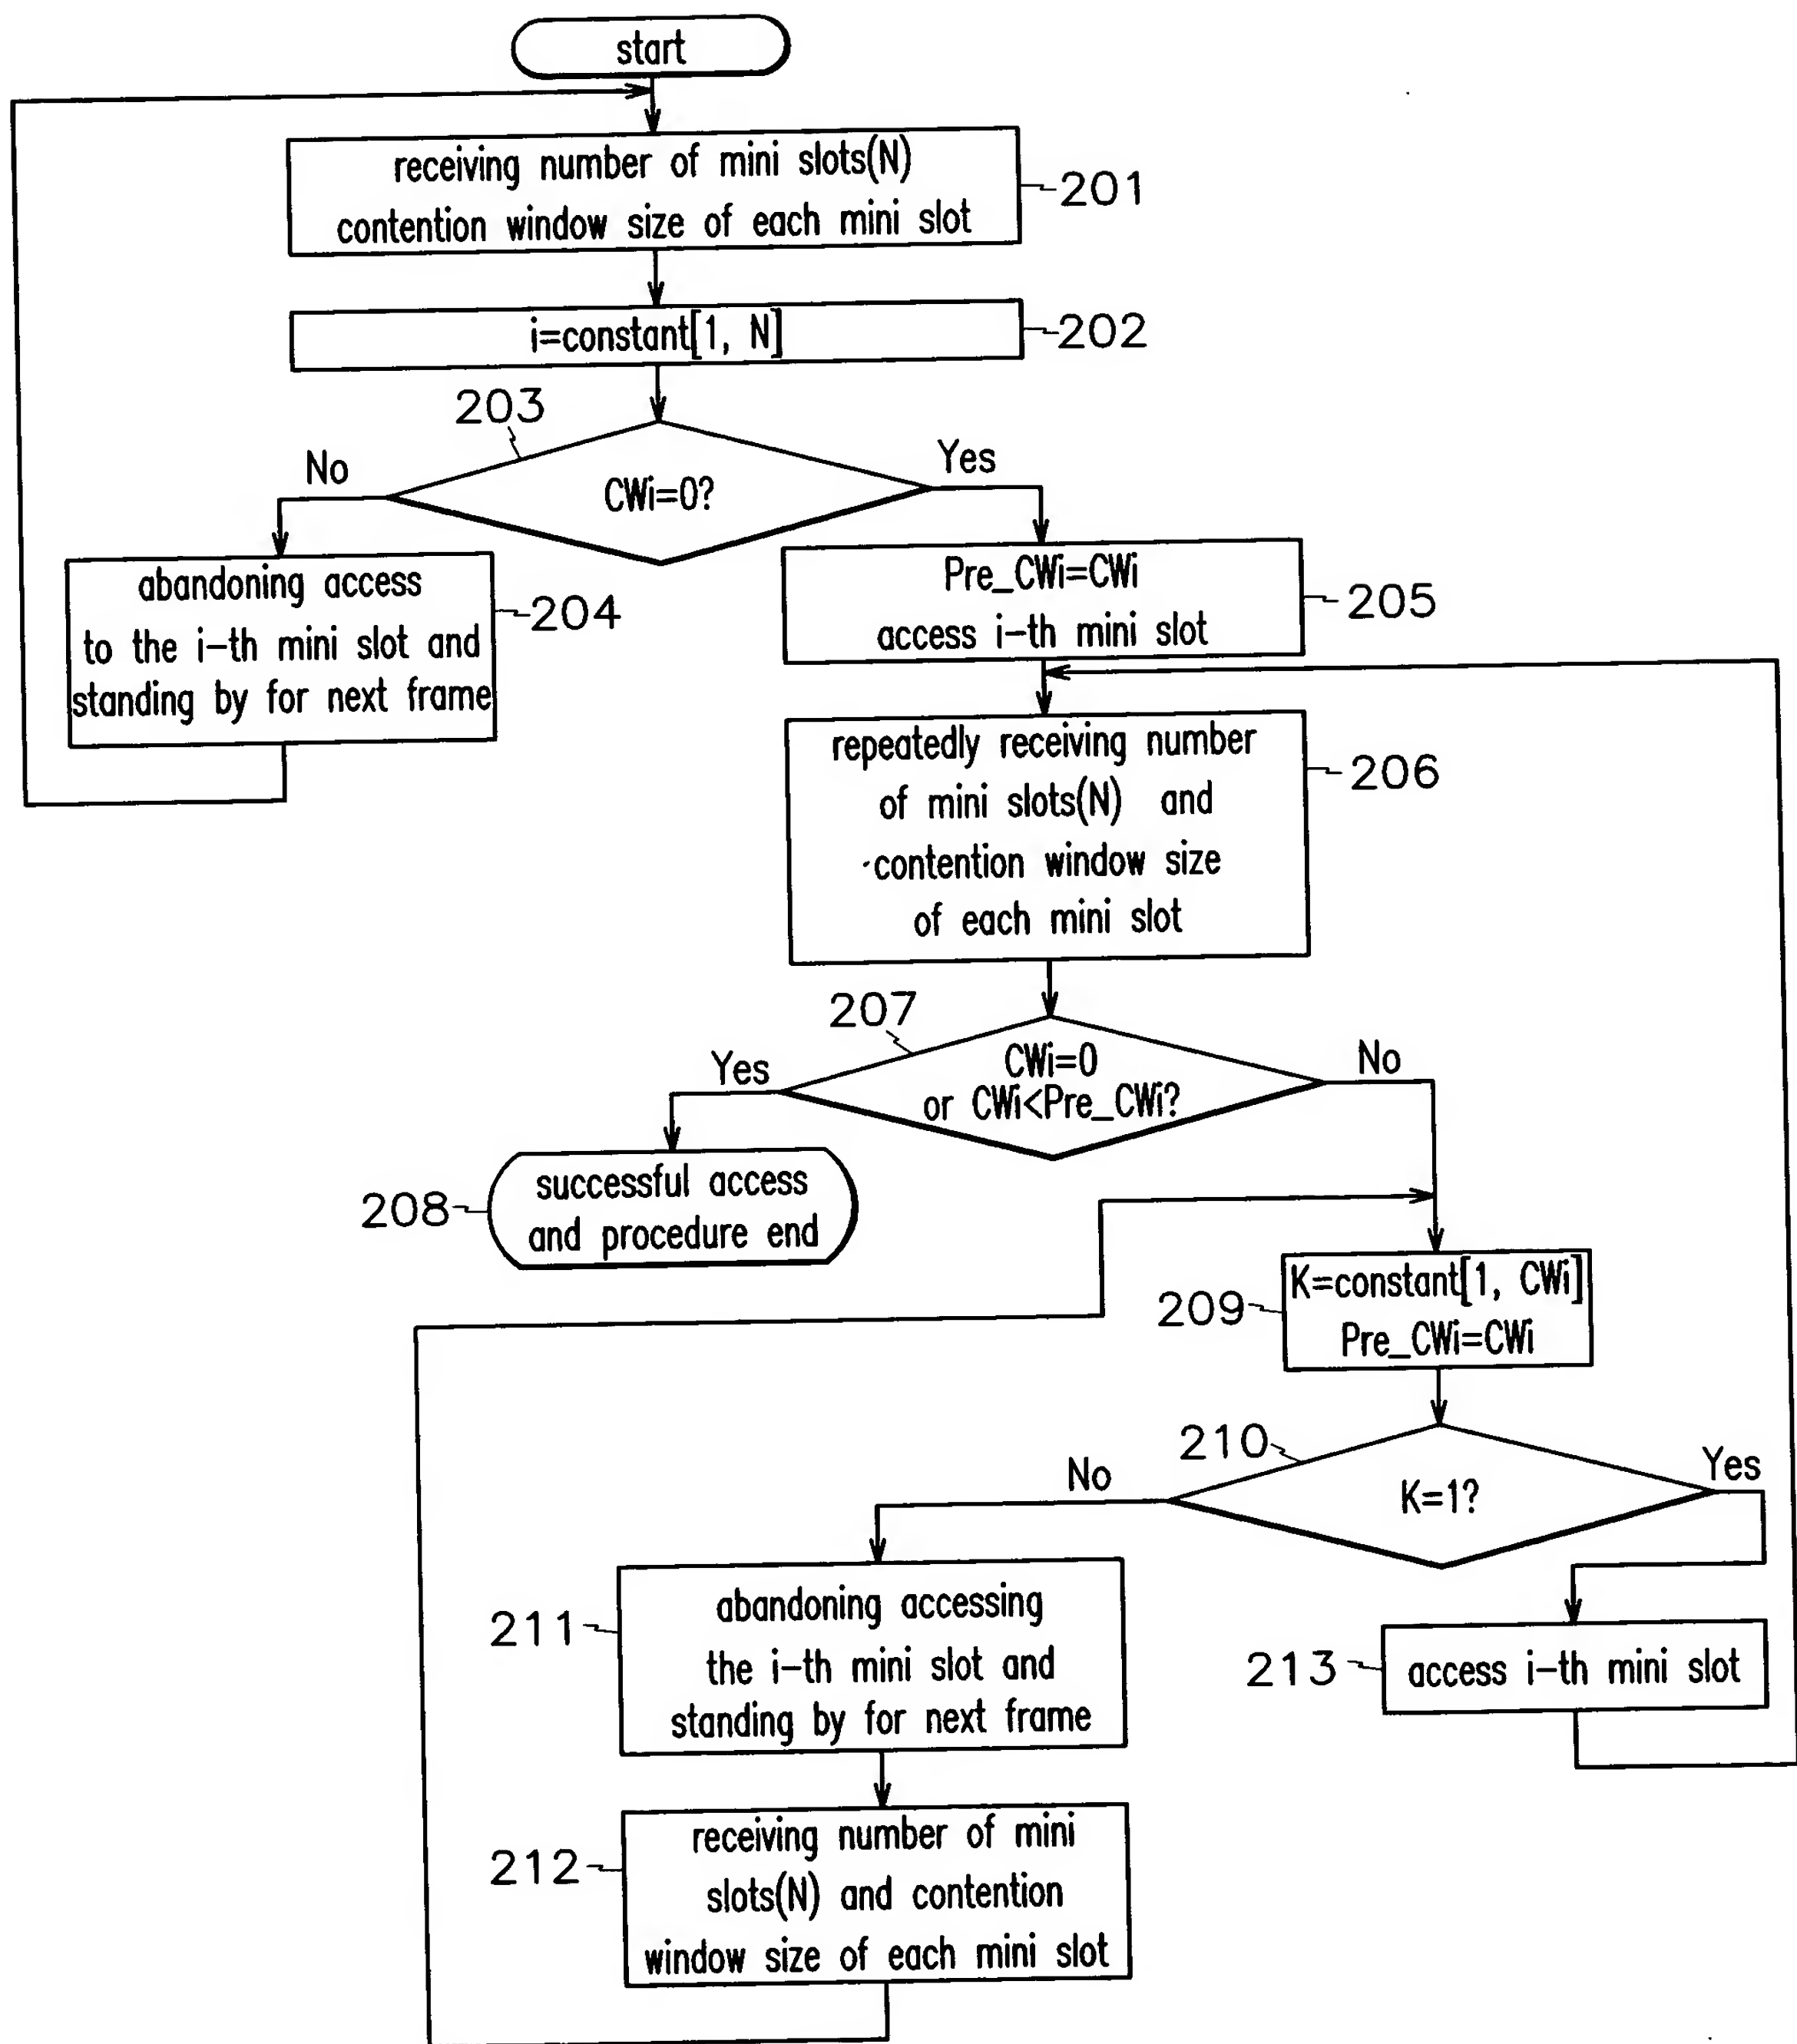 start
receiving number of mini slots(N)
contention window size of each mini slot
201
i=constant[1, N]
202
203
No
Yes
CWi=0?
abandoning access
to the i-th mini slot and
standing by for next frame
204
Pre_CWi=CWi
access i-th mini slot
205
repeatedly receiving number
of mini slots(N) and
contention window size
of each mini slot
206
207
Yes
No
CWi=0
or CWi<Pre_CWi?
208
successful access
and procedure end
K=constant[1, CWi]
Pre_CWi=CWi
209
210
No
Yes
K=1?
211
abandoning accessing
the i-th mini slot and
standing by for next frame
213
access i-th mini slot
212
receiving number of mini
slots(N) and contention
window size of each mini slot